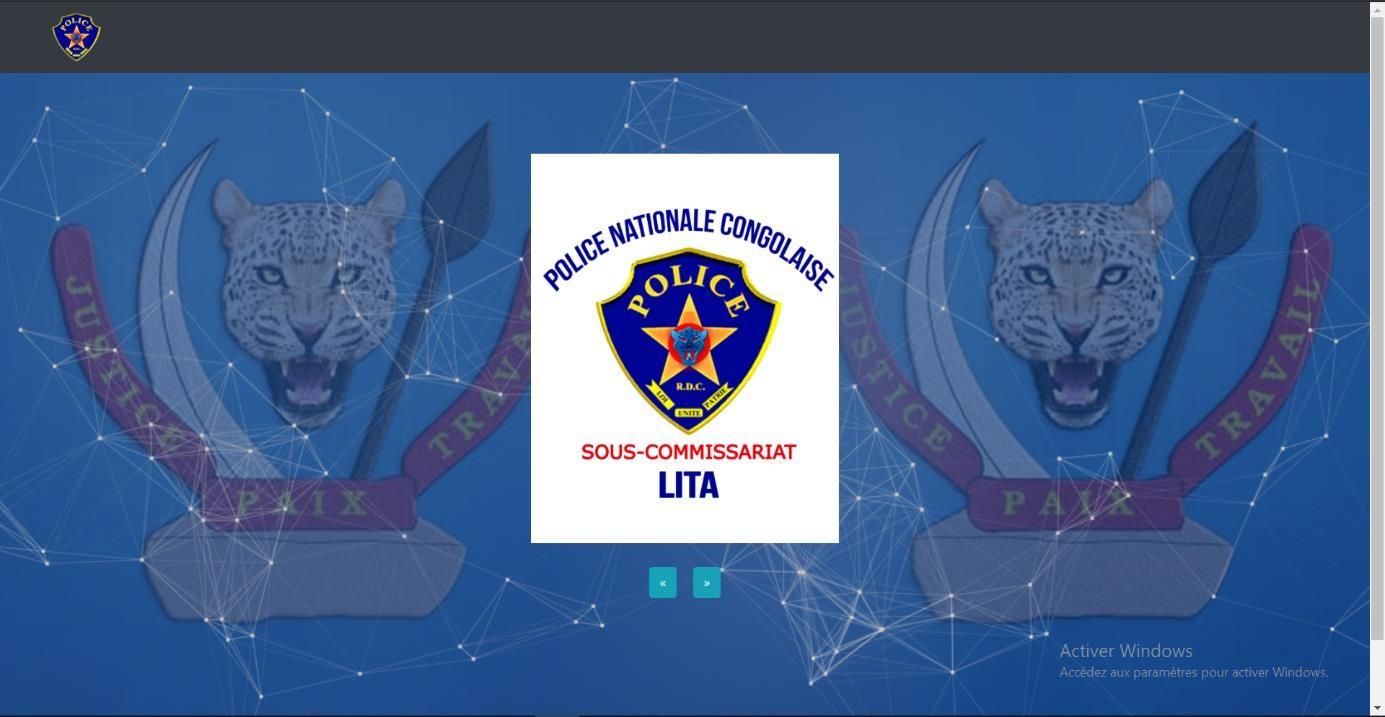 POLICE
POLICE NATIONALE CONGOLAISE
POLICE
R.D.C.
LOI UNITE PATRIE
SOUS-COMMISSARIAT
LITA
JUSTICE PAIX TRAVAIL
JUSTICE PAIX TRAVAIL
« »
Activer Windows
Accédez aux paramètres pour activer Windows.